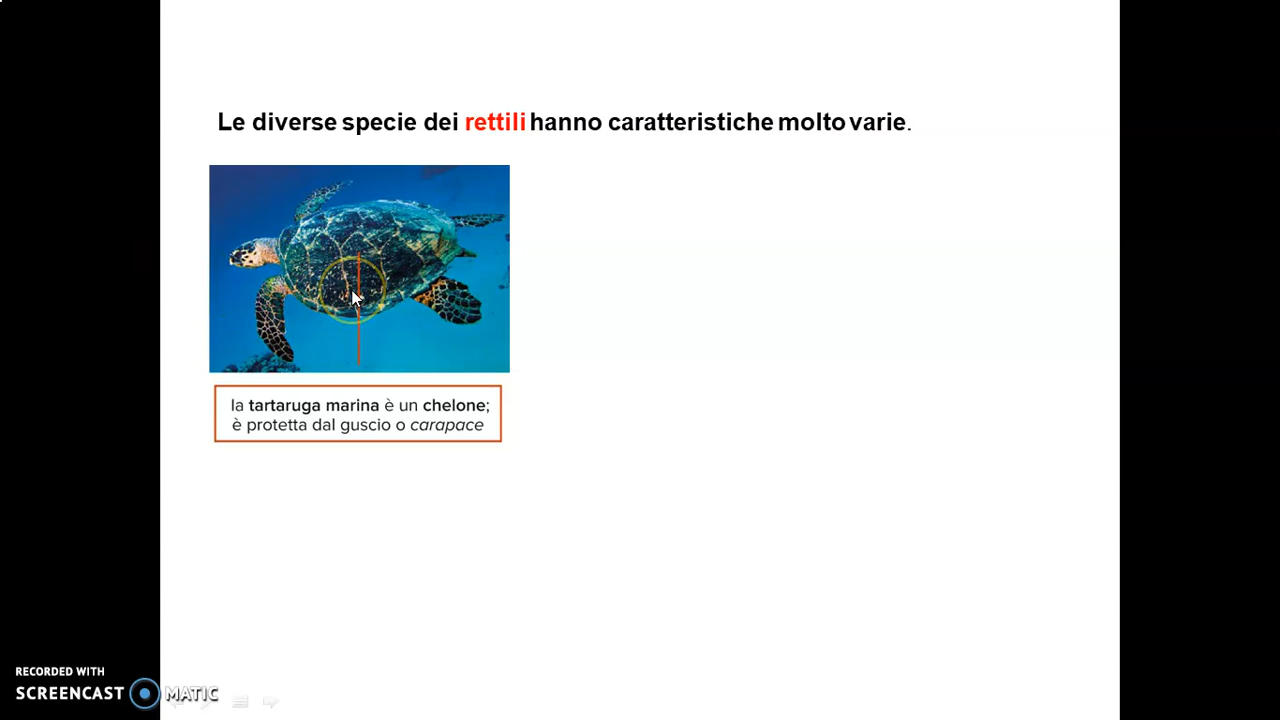 Le diverse specie dei rettili hanno caratteristiche molto varie.
la tartaruga marina è un chelone;
è protetta dal guscio o carapace
RECORDED WITH
SCREENCAST MATIC